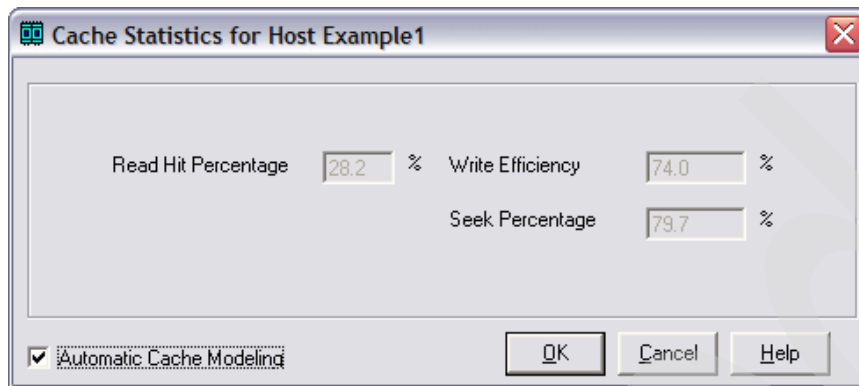 Cache Statistics for Host Example1
Read Hit Percentage 28.2 % Write Efficiency 74.0 %
Seek Percentage 79.7 %
Automatic Cache Modeling OK Cancel Help